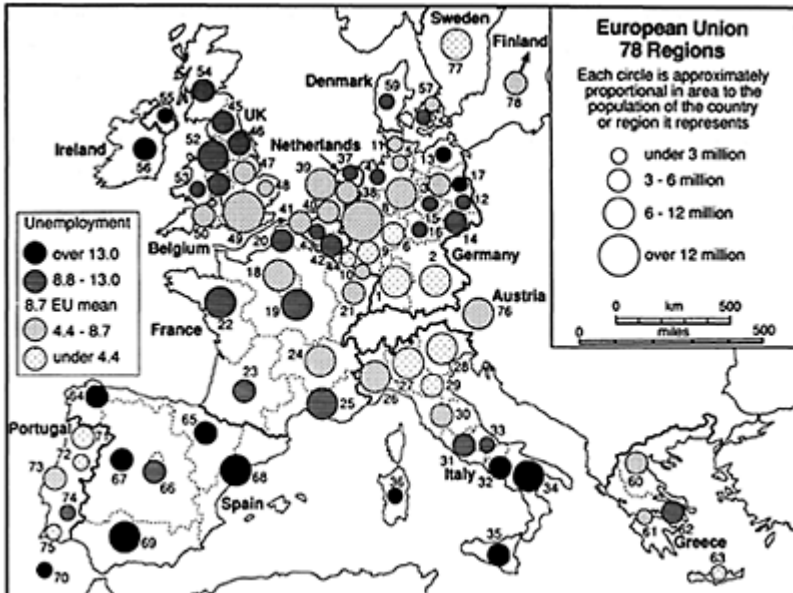 Sweden
77
Finland
78
European Union
78 Regions
Each circle is approximately
proportional in area to the
population of the country
or region it represents
under 3 million
3 - 6 million
6 - 12 million
over 12 million
0 km 500
0 miles 500
Denmark
59
57
54
55
45
UK
46
Ireland
56
52
47
53
48
50
49
Netherlands
37
39
38
11
13
17
12
15
16
14
41
40
Belgium
20
42
10
9
6
2
Germany
1
Unemployment
over 13.0
8.8 - 13.0
8.7 EU mean
4.4 - 8.7
under 4.4
18
19
21
22
France
Austria
76
24
23
25
26
27
28
29
30
31
33
Italy
32
34
36
35
64
65
Portugal
71
72
67
66
68
Spain
73
74
69
75
70
60
61
62
Greece
63